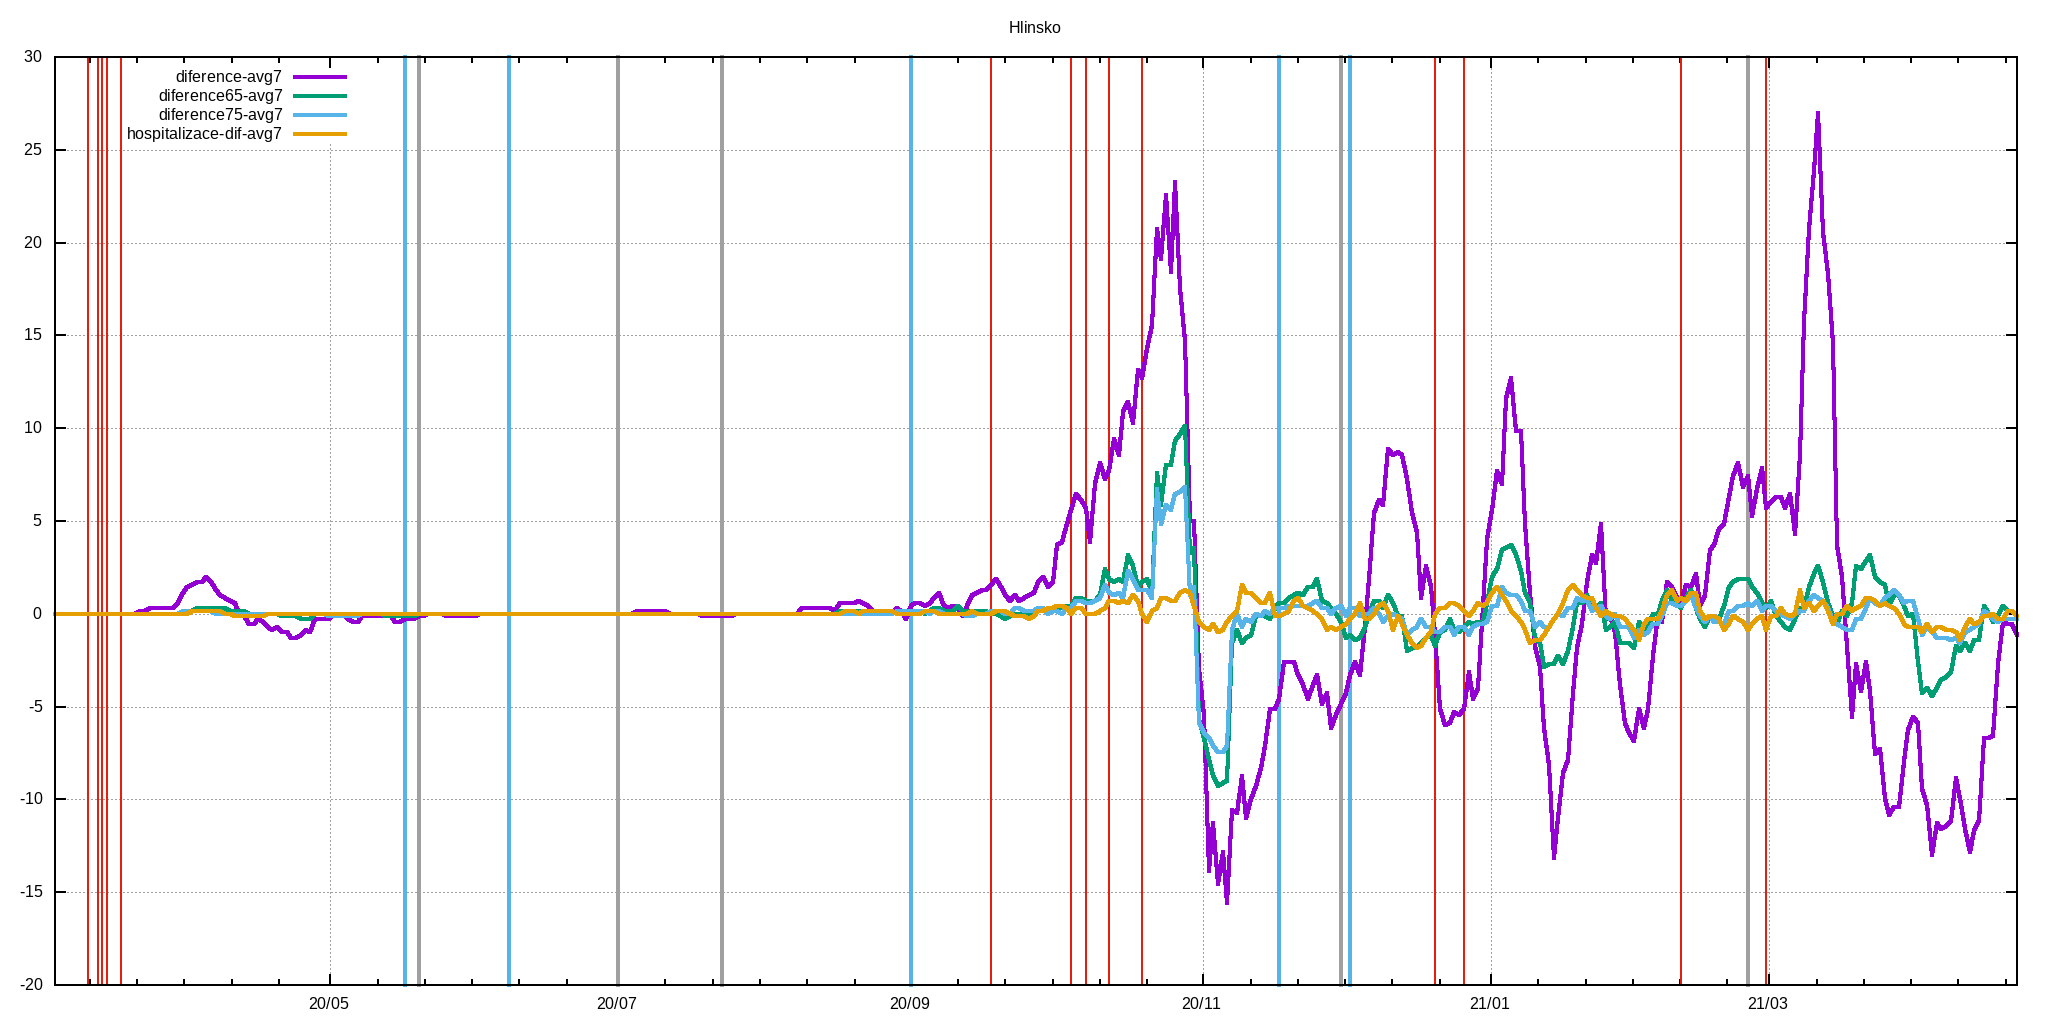 Hlinsko
30
25
20
15
10
5
0
-5
-10
-15
-20
diference-avg7
diference65-avg7
diference75-avg7
hospitalizace-dif-avg7
20/05 20/07 20/09 20/11 21/01 21/03